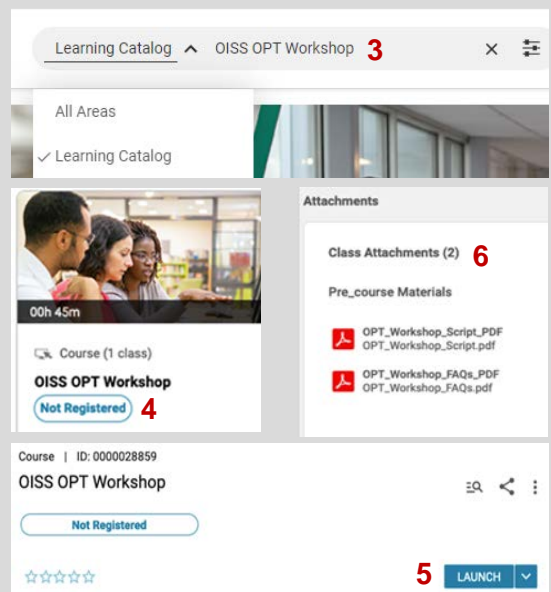 Learning Catalog OISS OPT Workshop 3
All Areas
Learning Catalog
00h 45m
Course (1 class)
OISS OPT Workshop
Not Registered 4
Attachments
Class Attachments (2) 6
Pre_course Materials
OPT_Workshop_Script_PDF
OPT_Workshop_Script.pdf
OPT_Workshop_FAQs_PDF
OPT_Workshop_FAQs.pdf
Course | ID: 0000028859
OISS OPT Workshop
Not Registered
5 LAUNCH